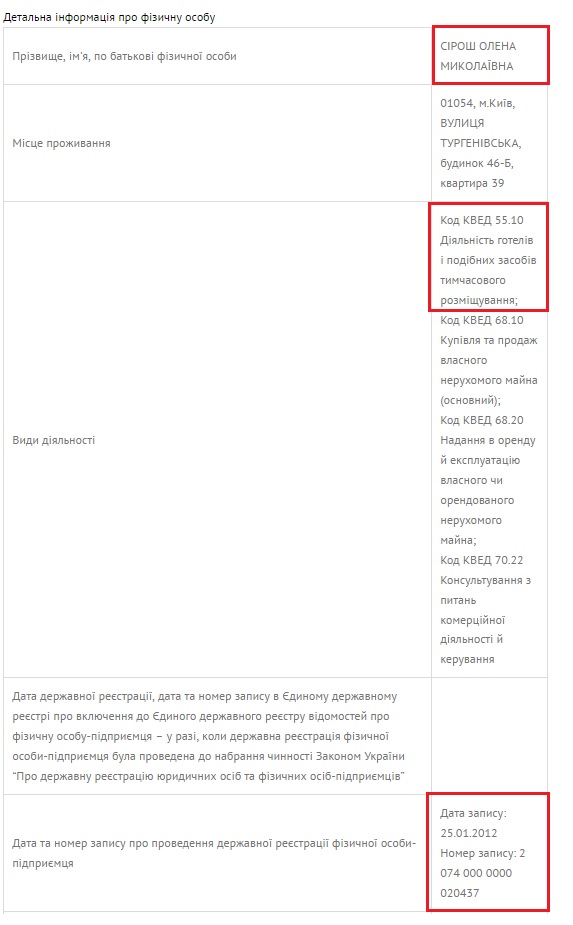 Детальна інформація про фізичну особу
Прізвище, ім'я, по батькові фізичної особи
СІРОШ ОЛЕНА
МИКОЛАЇВНА
Місце проживання
01054, м.Київ,
ВУЛИЦЯ
ТУРГЕНІВСЬКА,
будинок 46-Б,
квартира 39
Види діяльності
Код КВЕД 55.10
Діяльність готелів
і подібних засобів
тимчасового
розміщування;
Код КВЕД 68.10
Купівля та продаж
власного
нерухомого майна
(основний);
Код КВЕД 68.20
Надання в оренду
й експлуатацію
власного чи
орендованого
нерухомого
майна;
Код КВЕД 70.22
Консультування з
питань
комерційної
діяльності й
керування
Дата державної реєстрації, дата та номер запису в Єдиному державному
реєстрі про включення до Єдиного державного реєстру відомостей про
фізичну особу-підприємця – у разі, коли державна реєстрація фізичної
особи-підприємця була проведена до набрання чинності Законом України
“Про державну реєстрацію юридичних осіб та фізичних осіб-підприємців”
Дата та номер запису про проведення державної реєстрації фізичної особи-
підприємця
Дата запису:
25.01.2012
Номер запису: 2
074 000 0000
020437